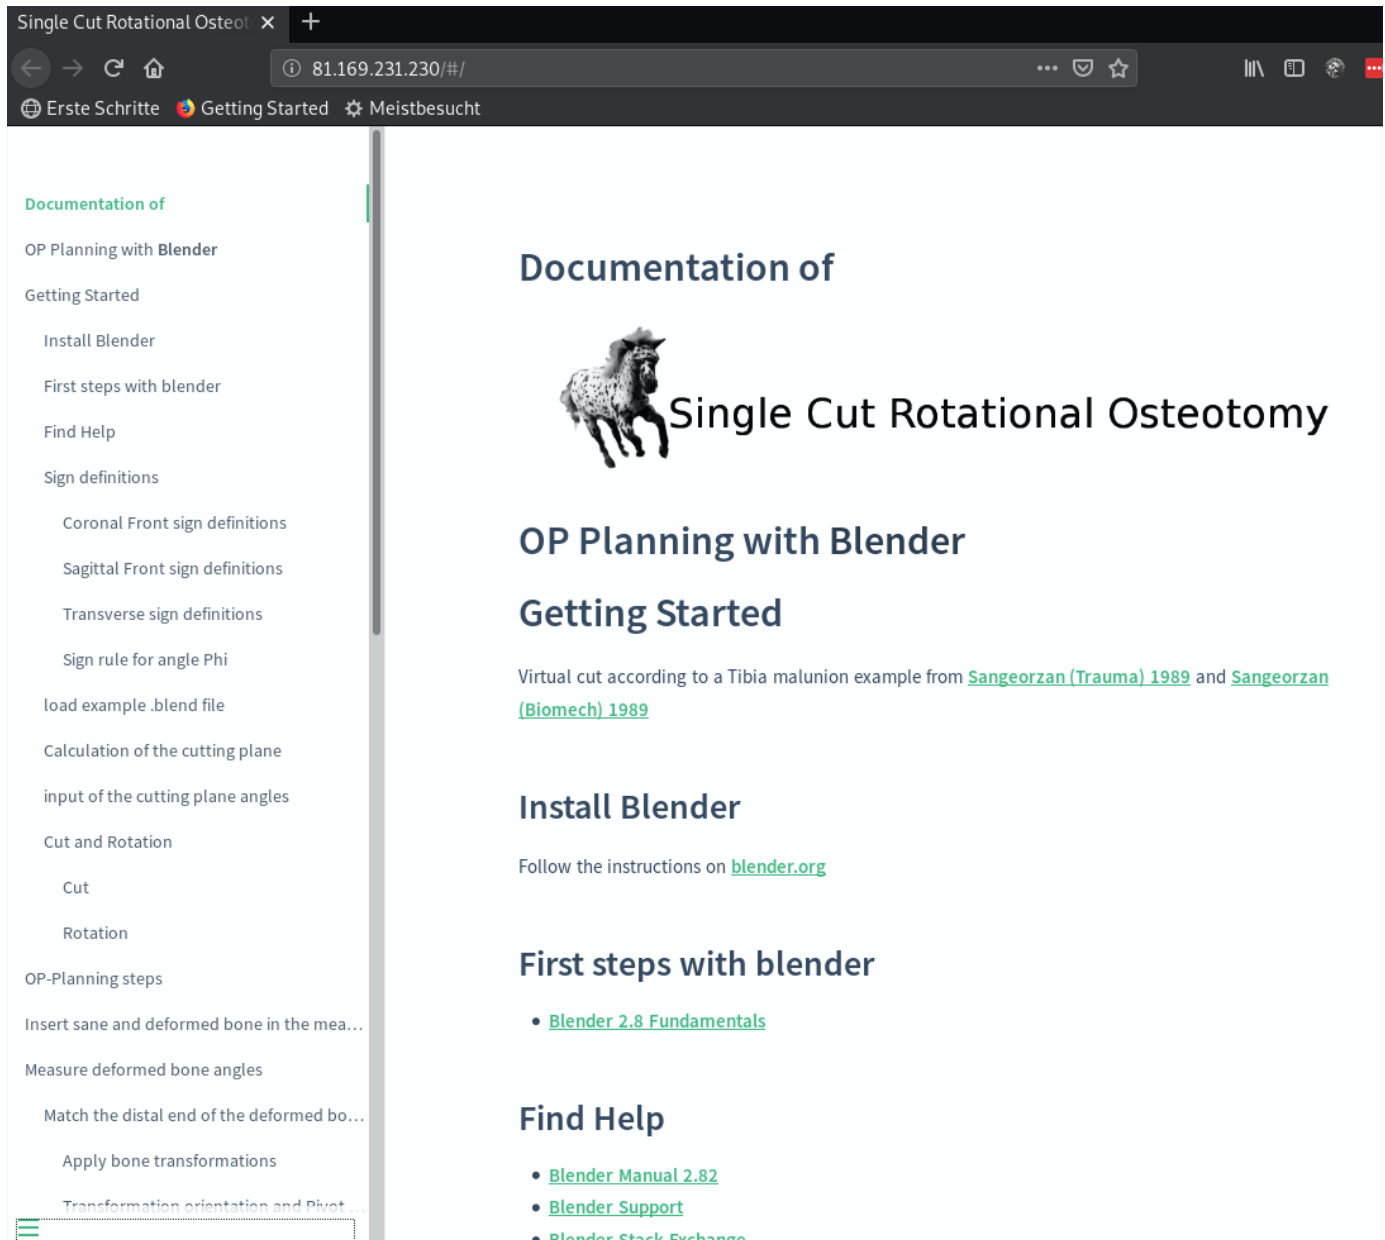 Single Cut Rotational Osteot
81.169.231.230/#/
Erste Schritte Getting Started Meistbesucht
Documentation of
OP Planning with Blender
Getting Started
Install Blender
First steps with blender
Find Help
Sign definitions
Coronal Front sign definitions
Sagittal Front sign definitions
Transverse sign definitions
Sign rule for angle Phi
load example .blend file
Calculation of the cutting plane
input of the cutting plane angles
Cut and Rotation
Cut
Rotation
OP-Planning steps
Insert sane and deformed bone in the mea...
Measure deformed bone angles
Match the distal end of the deformed bo...
Apply bone transformations
Transformation orientation and Pivot ...
Documentation of
Single Cut Rotational Osteotomy
OP Planning with Blender
Getting Started
Virtual cut according to a Tibia malunion example from Sangeorzan (Trauma) 1989 and Sangeorzan
(Biomech) 1989
Install Blender
Follow the instructions on blender.org
First steps with blender
• Blender 2.8 Fundamentals
Find Help
• Blender Manual 2.82
• Blender Support
• Blender Stack Exchange